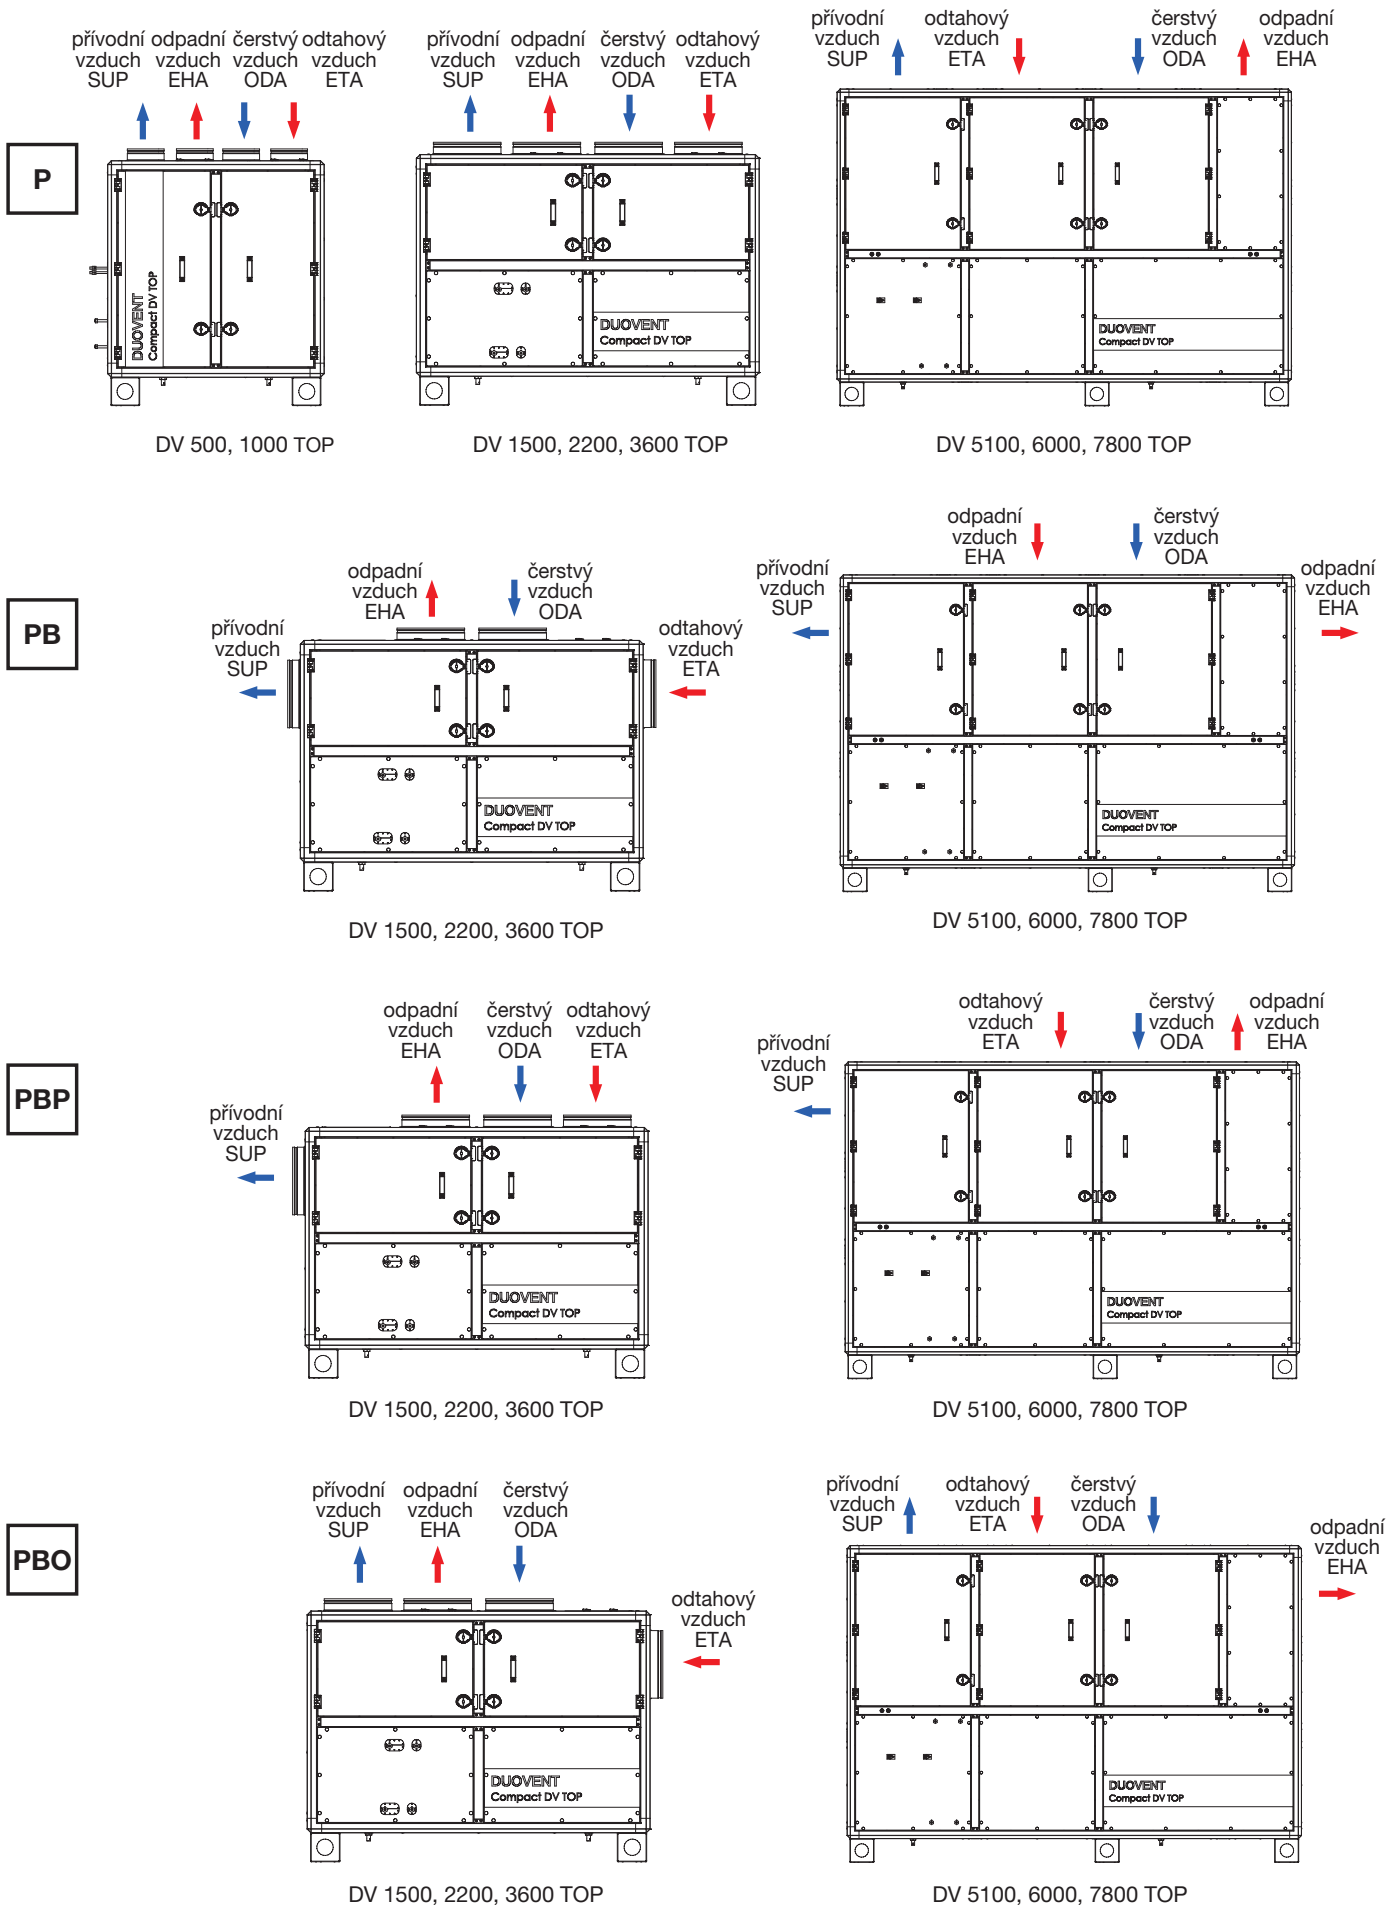 P
přívodní
vzduch
SUP
odpadní
vzduch
EHA
čerstvý
vzduch
ODA
odtahový
vzduch
ETA
DUOVENT
Compact DV TOP
DV 500, 1000 TOP
přívodní
vzduch
SUP
odpadní
vzduch
EHA
čerstvý
vzduch
ODA
odtahový
vzduch
ETA
DUOVENT
Compact DV TOP
DV 1500, 2200, 3600 TOP
přívodní
vzduch
SUP
odtahový
vzduch
ETA
čerstvý
vzduch
ODA
odpadní
vzduch
EHA
DUOVENT
Compact DV TOP
DV 5100, 6000, 7800 TOP
PB
přívodní
vzduch
SUP
odpadní
vzduch
EHA
čerstvý
vzduch
ODA
odtahový
vzduch
ETA
DUOVENT
Compact DV TOP
DV 1500, 2200, 3600 TOP
přívodní
vzduch
SUP
odpadní
vzduch
EHA
čerstvý
vzduch
ODA
odpadní
vzduch
EHA
DUOVENT
Compact DV TOP
DV 5100, 6000, 7800 TOP
PBP
přívodní
vzduch
SUP
odpadní
vzduch
EHA
čerstvý
vzduch
ODA
odtahový
vzduch
ETA
DUOVENT
Compact DV TOP
DV 1500, 2200, 3600 TOP
přívodní
vzduch
SUP
odtahový
vzduch
ETA
čerstvý
vzduch
ODA
odpadní
vzduch
EHA
DUOVENT
Compact DV TOP
DV 5100, 6000, 7800 TOP
PBO
přívodní
vzduch
SUP
odpadní
vzduch
EHA
čerstvý
vzduch
ODA
odtahový
vzduch
ETA
DUOVENT
Compact DV TOP
DV 1500, 2200, 3600 TOP
přívodní
vzduch
SUP
odtahový
vzduch
ETA
čerstvý
vzduch
ODA
odpadní
vzduch
EHA
DUOVENT
Compact DV TOP
DV 5100, 6000, 7800 TOP